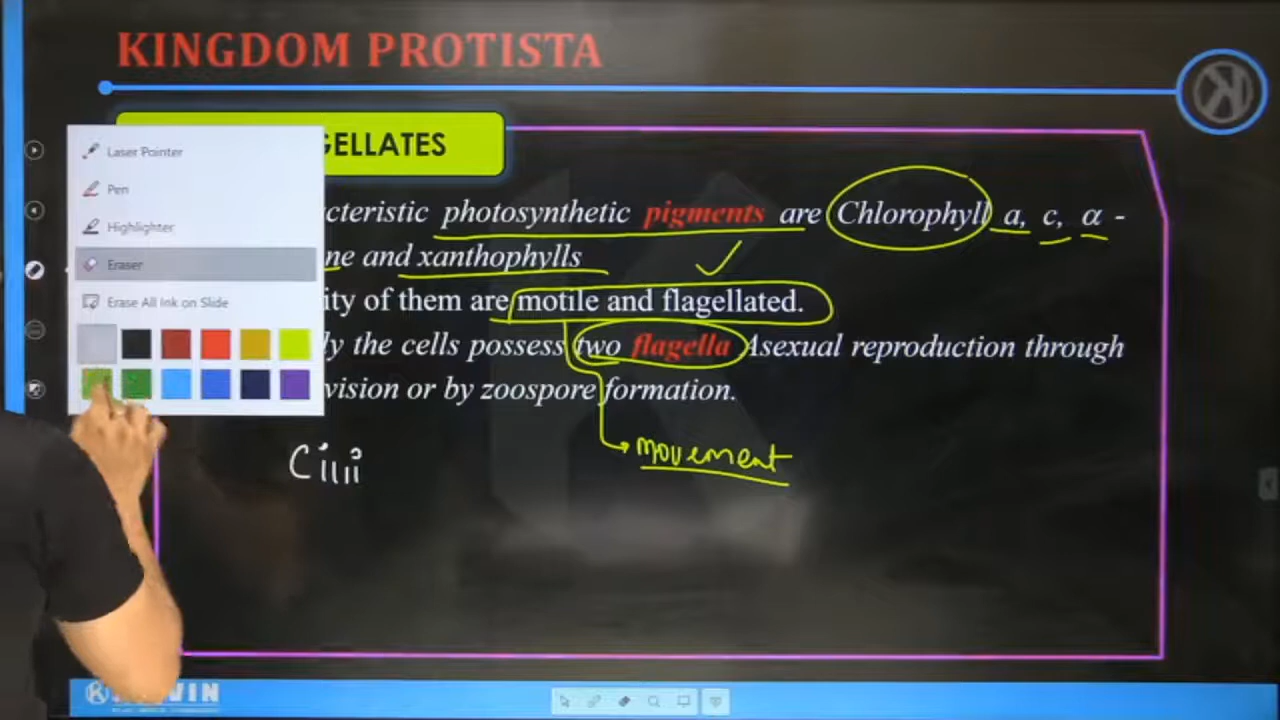 KINGDOM PROTISTA
GELLATES
Laser Pointer
Pen
Highlighter
Eraser
Erase All Ink on Slide
cteristic photosynthetic pigments are Chlorophyll a, c, α -
ne and xanthophylls
ity of them are motile and flagellated.
ly the cells possess two flagella Asexual reproduction through
vision or by zoospore formation.
movement